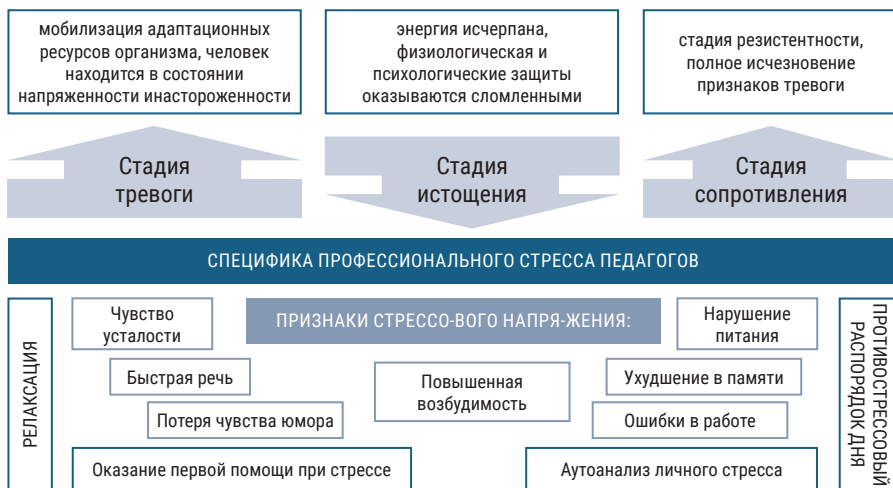 мобилизация адаптационных
ресурсов организма, человек
находится в состоянии
напряженности инастороженности
энергия исчерпана,
физиологическая и
психологические защиты
оказываются сломленными
стадия резистентности,
полное исчезновение
признаков тревоги
Стадия
тревоги
Стадия
истощения
Стадия
сопротивления
СПЕЦИФИКА ПРОФЕССИОНАЛЬНОГО СТРЕССА ПЕДАГОГОВ
РЕЛАКСАЦИЯ
Чувство
усталости
ПРИЗНАКИ СТРЕССО-ВОГО НАПРЯ-ЖЕНИЯ:
Нарушение
питания
Быстрая речь
Повышенная
возбудимость
Ухудшение в памяти
Потеря чувства юмора
Ошибки в работе
Оказание первой помощи при стрессе
Аутоанализ личного стресса
ПРОТИВОСТРЕССОВЫЙ
РАСПОРЯДОК ДНЯ